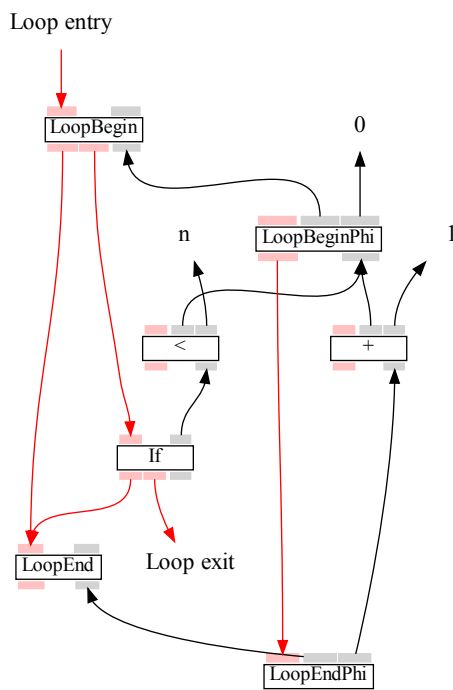 Loop entry
LoopBegin
0
n
LoopBeginPhi
1
<
+
If
LoopEnd
Loop exit
LoopEndPhi